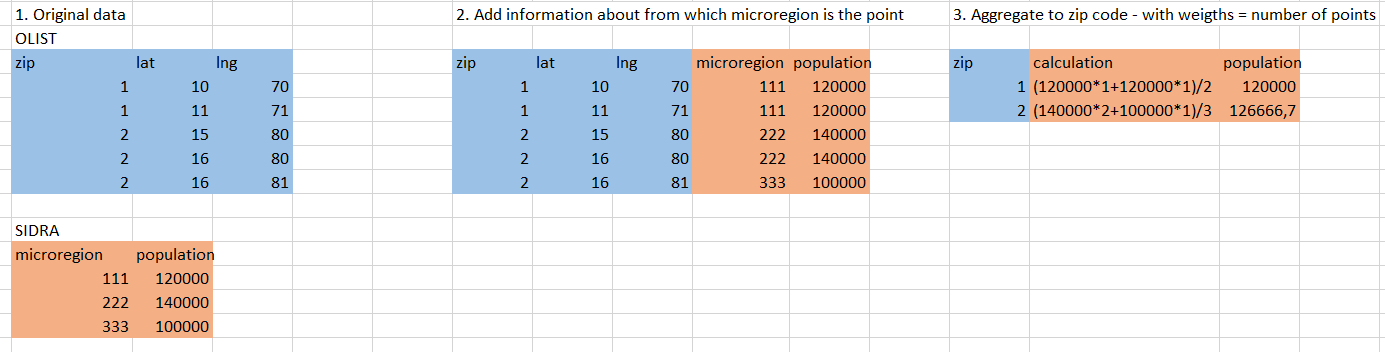 1. Original data 2. Add information about from which microregion is the point 3. Aggregate to zip code - with weigths = number of points
OLIST
zip lat lng zip lat lng microregion population zip calculation population
1 10 70 1 10 70 111 120000 1 (120000*1+120000*1)/2 120000
1 11 71 1 11 71 111 120000 2 (140000*2+100000*1)/3 126666,7
2 15 80 2 15 80 222 140000
2 16 80 2 16 80 222 140000
2 16 81 2 16 81 333 100000
SIDRA
microregion population
111 120000
222 140000
333 100000